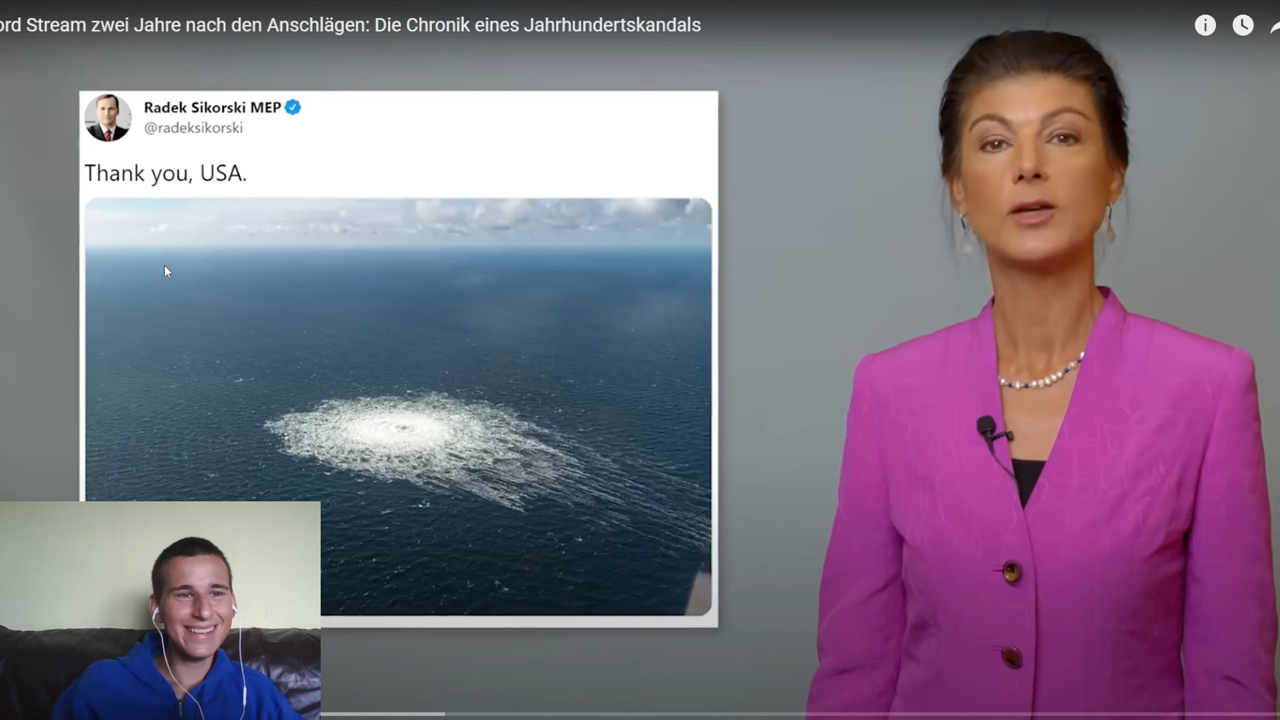 ord Stream zwei Jahre nach den Anschlägen: Die Chronik eines Jahrhundertskandals
Radek Sikorski MEP
@radeksikorski
Thank you, USA.